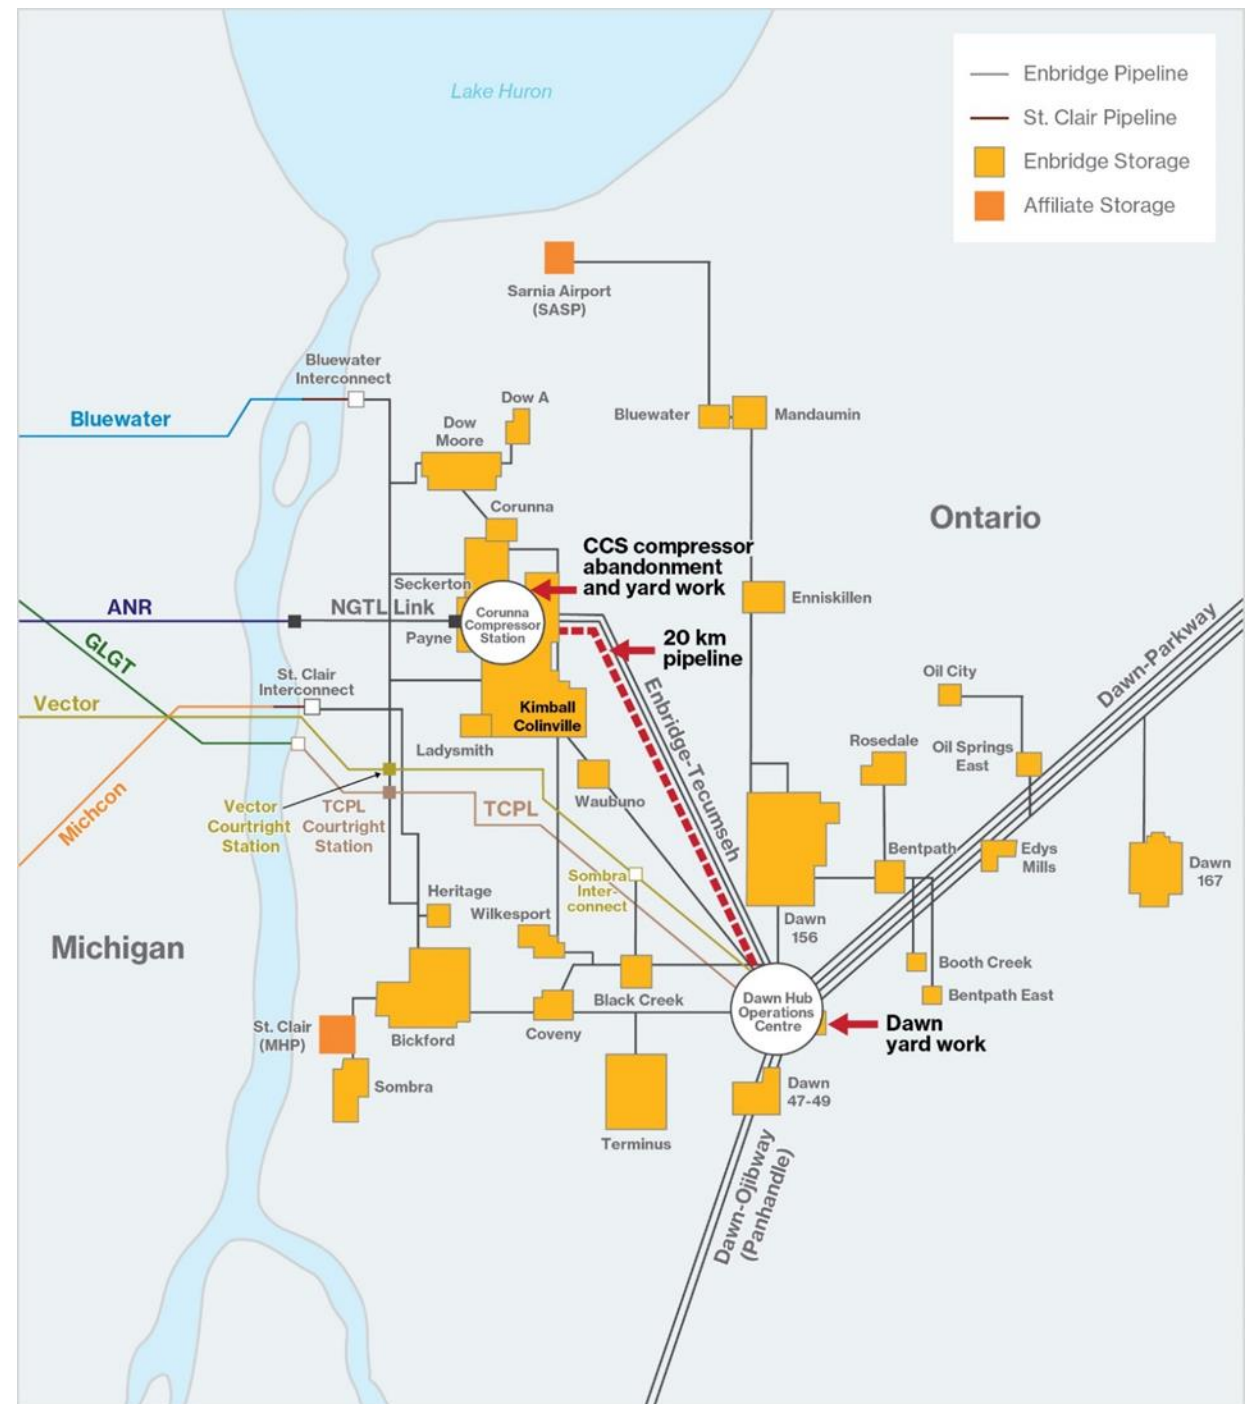 Lake Huron
Enbridge Pipeline
St. Clair Pipeline
Enbridge Storage
Affiliate Storage
Sarnia Airport
(SASP)
Bluewater
Interconnect
Bluewater
Dow A
Dow
Moore
Bluewater
Mandaumin
Corunna
Ontario
CCS compressor
abandonment
and yard work
Seckerton
Enniskillen
ANR
NGTL Link
Corunna
Compressor
Station
Payne
20 km
pipeline
GLGT
St. Clair
Interconnect
Vector
Kimball
Colinville
Enbridge-Tecumseh
Oil City
Dawn-Parkway
Ladysmith
Rosedale
Oil Springs
East
Michcon
Vector
Courtright
Station
TCPL
Courtright
Station
TCPL
Waubuno
Bentpath
Edys
Mills
Dawn
167
Sombra
Inter-
connect
Heritage
Wilkesport
Dawn
156
Michigan
Black Creek
Booth Creek
Bentpath East
St. Clair
(MHP)
Bickford
Coveny
Dawn Hub
Operations
Centre
Dawn
yard work
Sombra
Terminus
Dawn
47-49
Dawn-Ojibway
(Panhandle)